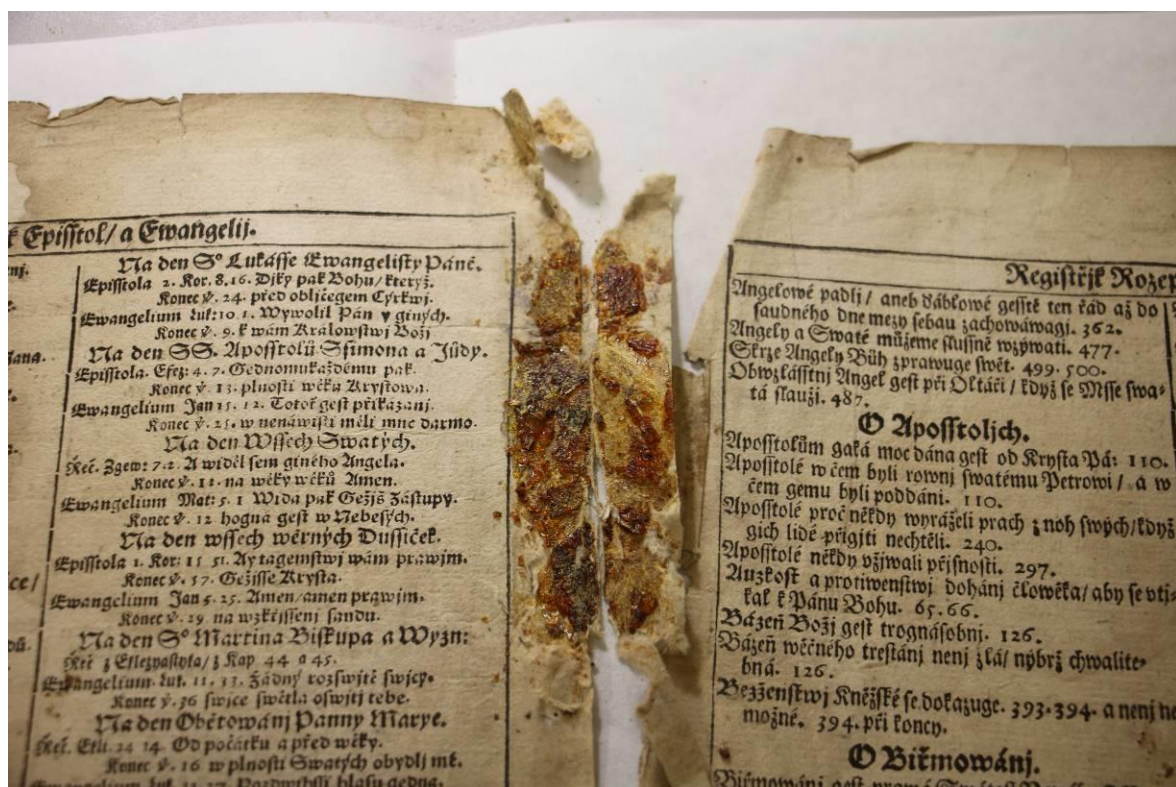 Episstol/ a Ewangelij.
Na den S° Lukásse Ewangelisty Páně.
Episstola 2. Kor. 8. 16. Djky pak Bohu/ kterýž.
Konec v. 24. před obljčegem Cýrkwj.
Ewangelium Luk: 10. 1. Wywolil Pán y giných.
Konec v. 9. k wám Králowstwj Božj
Na den SS. Aposstolů Ssimona a Jůdy.
Episstola. Efez: 4. 7. Gednomukaždému pak.
Konec v. 13. plnosti wěku Krystowa.
Ewangelium Jan 15. 12. Totoť gest přikázanj.
Konec v. 25. w nenáwisti měli mne darmo.
Na den Wssech Swatých.
Řeč. Zgew: 7. 2. A widěl sem giného Angela.
Konec v. 12. na wěky wěků Amen.
Ewangelium Mat: 5. 1 Wida pak Gežjš Zástupy.
Konec v. 12 hogná gest w Nebesých.
Na den wssech wěrných Dussiček.
Episstola 1. Kor: 15 51. Ay tagemstwj wám prawjm.
Konec v. 57. Gežjsse Krysta.
Ewangelium Jan 5. 25. Amen/ amen prawjm.
Konec v. 29 na wzkřjssenj saudu.
Na den S° Martina Biskupa a Wyzn:
Řeč z Ekkezyastyka/ z Kap 44 a 45.
Ewangelium. Luk. 11. 33. Žádný rozswjtě swjcy.
Konec v. 36 swjce swětla oswjtj tebe.
Na den Obětowánj Panny Marye.
Řeč. Ekli. 24 14. Od počátku a před wěky.
Konec v. 16 w plnosti Swatých obydlj mé.
Registřjk Rozep
Angelowé padlj/ aneb ďáblowé gesstě ten řád až do
saudného dne mezy sebau zachowáwagj. 362.
Angely a Swaté můžeme slussně wzýwati. 477.
Skrze Angely Bůh zprawuge swět. 499. 500.
Obwzlásstnj Angel gest při Oltáři/ když se Msse swa-
tá slaužj. 487.
O Aposstoljch.
Aposstolům gaká moc dána gest od Krysta Pá: 110.
Aposstolé w čem byli rownj swatému Petrowi/ a w
čem gemu byli poddáni. 110.
Aposstolé proč někdy wyráželi prach z noh swých/ když
gich lidé přigjti nechtěli. 240.
Aposstolé někdy vžjwali přjsnosti. 297.
Auzkost a protiwenstwj dohánj člowěka/ aby se vtj-
kal k Pánu Bohu. 65. 66.
Bázeň Božj gest trognásobnj. 126.
Bázeň wěčného trestánj nenj zlá/ nýbrž chwalite-
bná. 126.
Bezženstwj Kněžské se dokazuge. 393. 394. a nenj ne
možné. 394. při koncy.
O Biřmowánj.